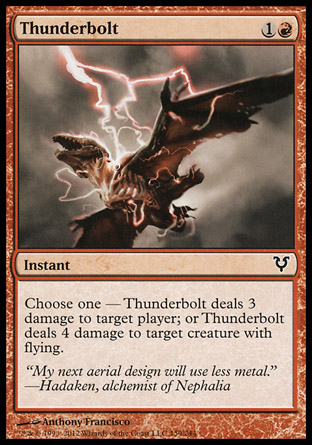 Thunderbolt 1
Instant
Choose one — Thunderbolt deals 3
damage to target player; or Thunderbolt
deals 4 damage to target creature with
flying.
“My next aerial design will use less metal.”
—Hadaken, alchemist of Nephalia
Anthony Francisco